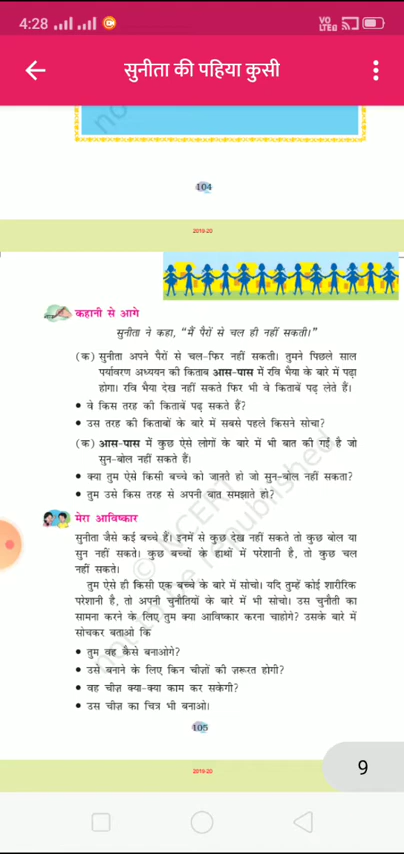 4:28
VO LTE
सुनीता की पहिया कुसी
104
2019-20
कहानी से आगे
सुनीता ने कहा, “मैं पैरों से चल ही नहीं सकती।”
(क) सुनीता अपने पैरों से चल-फिर नहीं सकती। तुमने पिछले साल
पर्यावरण अध्ययन की किताब आस-पास में रवि भैया के बारे में पढ़ा
होगा। रवि भैया देख नहीं सकते फिर भी वे किताबें पढ़ लेते हैं।
• वे किस तरह की किताबें पढ़ सकते हैं?
• उस तरह की किताबों के बारे में सबसे पहले किसने सोचा?
(क) आस-पास में कुछ ऐसे लोगों के बारे में भी बात की गई है जो
सुन-बोल नहीं सकते हैं।
• क्या तुम ऐसे किसी बच्चे को जानते हो जो सुन-बोल नहीं सकता?
• तुम उसे किस तरह से अपनी बात समझाते हो?
मेरा आविष्कार
सुनीता जैसे कई बच्चे हैं। इनमें से कुछ देख नहीं सकते तो कुछ बोल या
सुन नहीं सकते। कुछ बच्चों के हाथों में परेशानी है, तो कुछ चल
नहीं सकते।
तुम ऐसे ही किसी एक बच्चे के बारे में सोचो। यदि तुम्हें कोई शारीरिक
परेशानी है, तो अपनी चुनौतियों के बारे में भी सोचो। उस चुनौती का
सामना करने के लिए तुम क्या आविष्कार करना चाहोगे? उसके बारे में
सोचकर बताओ कि
• तुम वह कैसे बनाओगे?
• उसे बनाने के लिए किन चीज़ों की ज़रूरत होगी?
• वह चीज़ क्या-क्या काम कर सकेगी?
• उस चीज़ का चित्र भी बनाओ।
105
9
2019-20